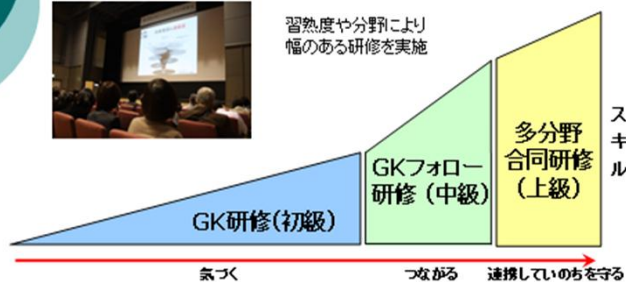 習熟度や分野により
幅のある研修を実施
GK研修(初級)
GKフォロー
研修（中級）
多分野
合同研修
（上級）
スキル
気づく
つながる
連携していのちを守る